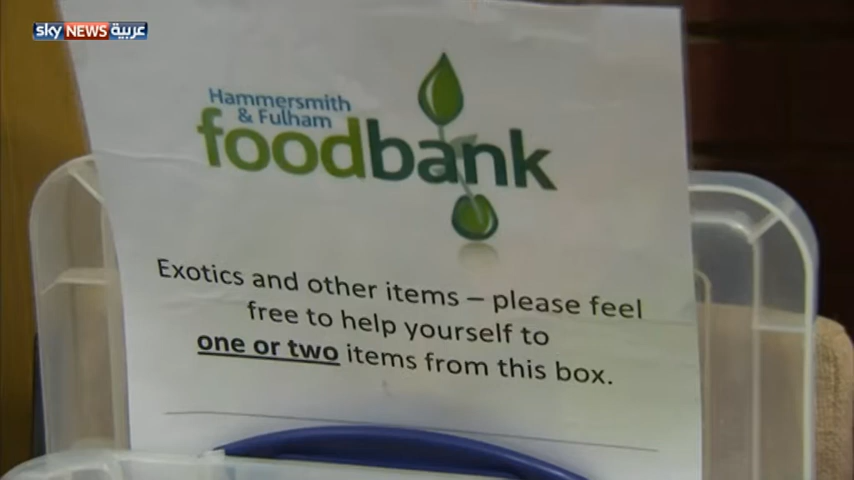 sky NEWS عربية
Hammersmith
& Fulham
foodbank
Exotics and other items – please feel
free to help yourself to
one or two items from this box.